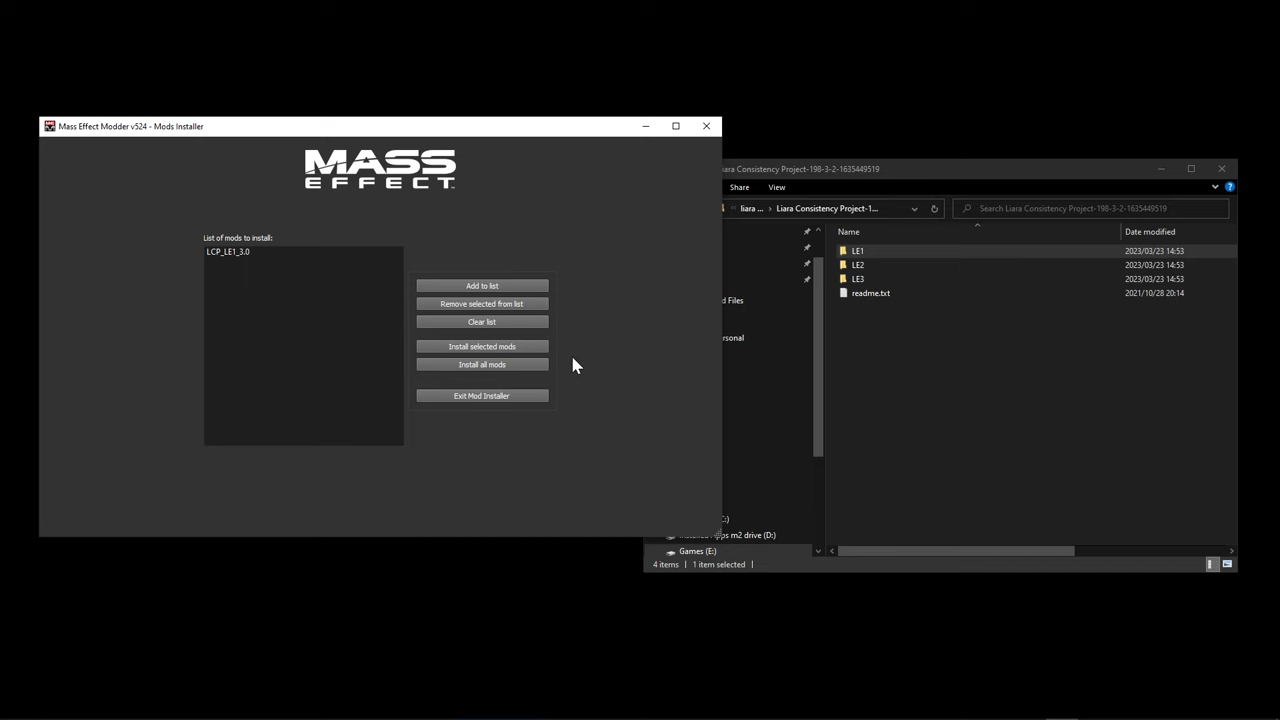 Mass Effect Modder v524 - Mods Installer
MASS
EFFECT
List of mods to install:
LCP_LE1_3.0
Add to list
Remove selected from list
Clear list
Install selected mods
Install all mods
Exit Mod Installer
Liara Consistency Project-198-3-2-1635449519
Share View
liara ... > Liara Consistency Project-1...
Search Liara Consistency Project-198-3-2-1635449519
Name Date modified
LE1 2023/03/23 14:53
LE2 2023/03/23 14:53
LE3 2023/03/23 14:53
readme.txt 2021/10/28 20:14
d Files
ersonal
:)
pps m2 drive (D:)
Games (E:)
4 items 1 item selected